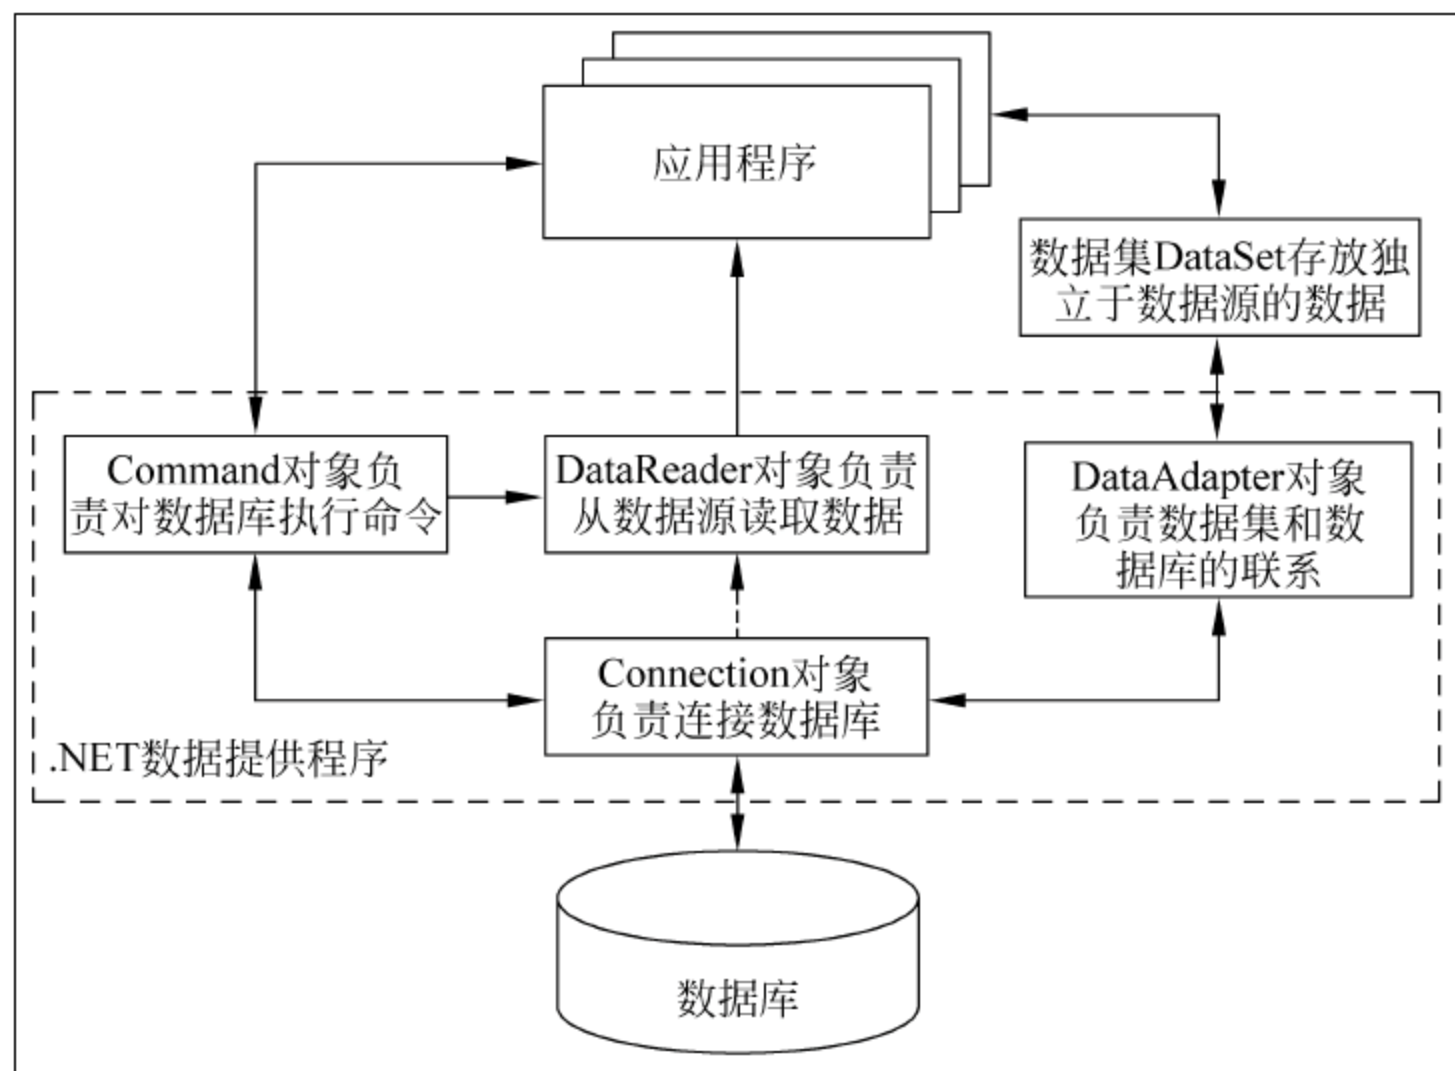 应用程序
数据集DataSet存放独
立于数据源的数据
Command对象负
责对数据库执行命令
DataReader对象负责
从数据源读取数据
DataAdapter对象
负责数据集和数
据库的联系
Connection对象
负责连接数据库
.NET数据提供程序
数据库